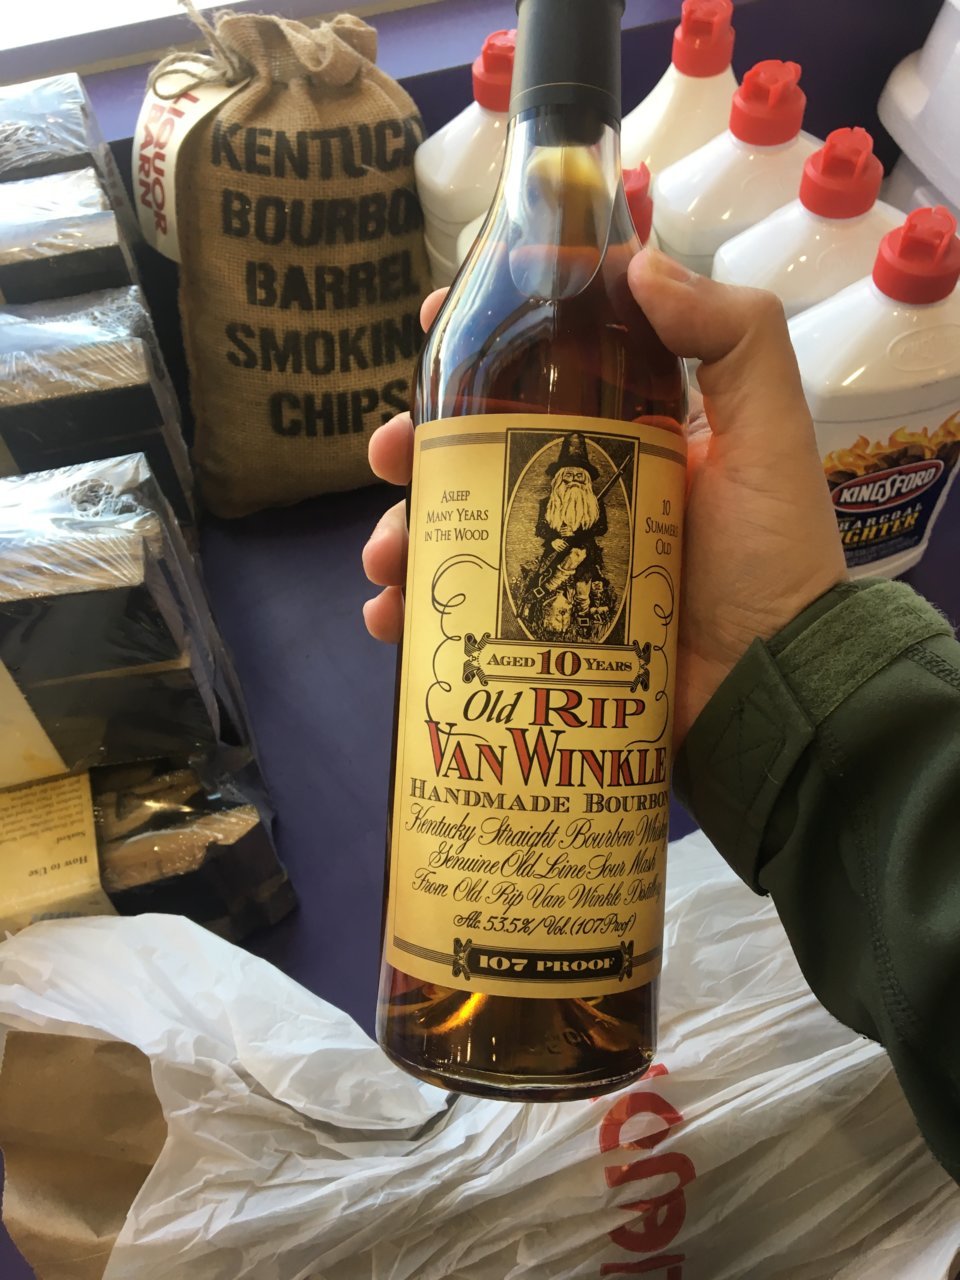 LIQUOR
BARN
KENTUC
BOURBO
BARREL
SMOKIN
CHIPS
ASLEEP
MANY YEARS
IN THE WOOD
10
SUMMERS
OLD
AGED 10 YEARS
Old RIP
VAN WINKLE
HANDMADE BOURBON
Kentucky Straight Bourbon Whisky
Genuine Old Line Sour Mash
From Old Rip Van Winkle Distillery
Alc. 53.5% / Vol. (107 Proof)
107 PROOF
KINGSFORD
CHARCOAL
LIGHTER
How to Use